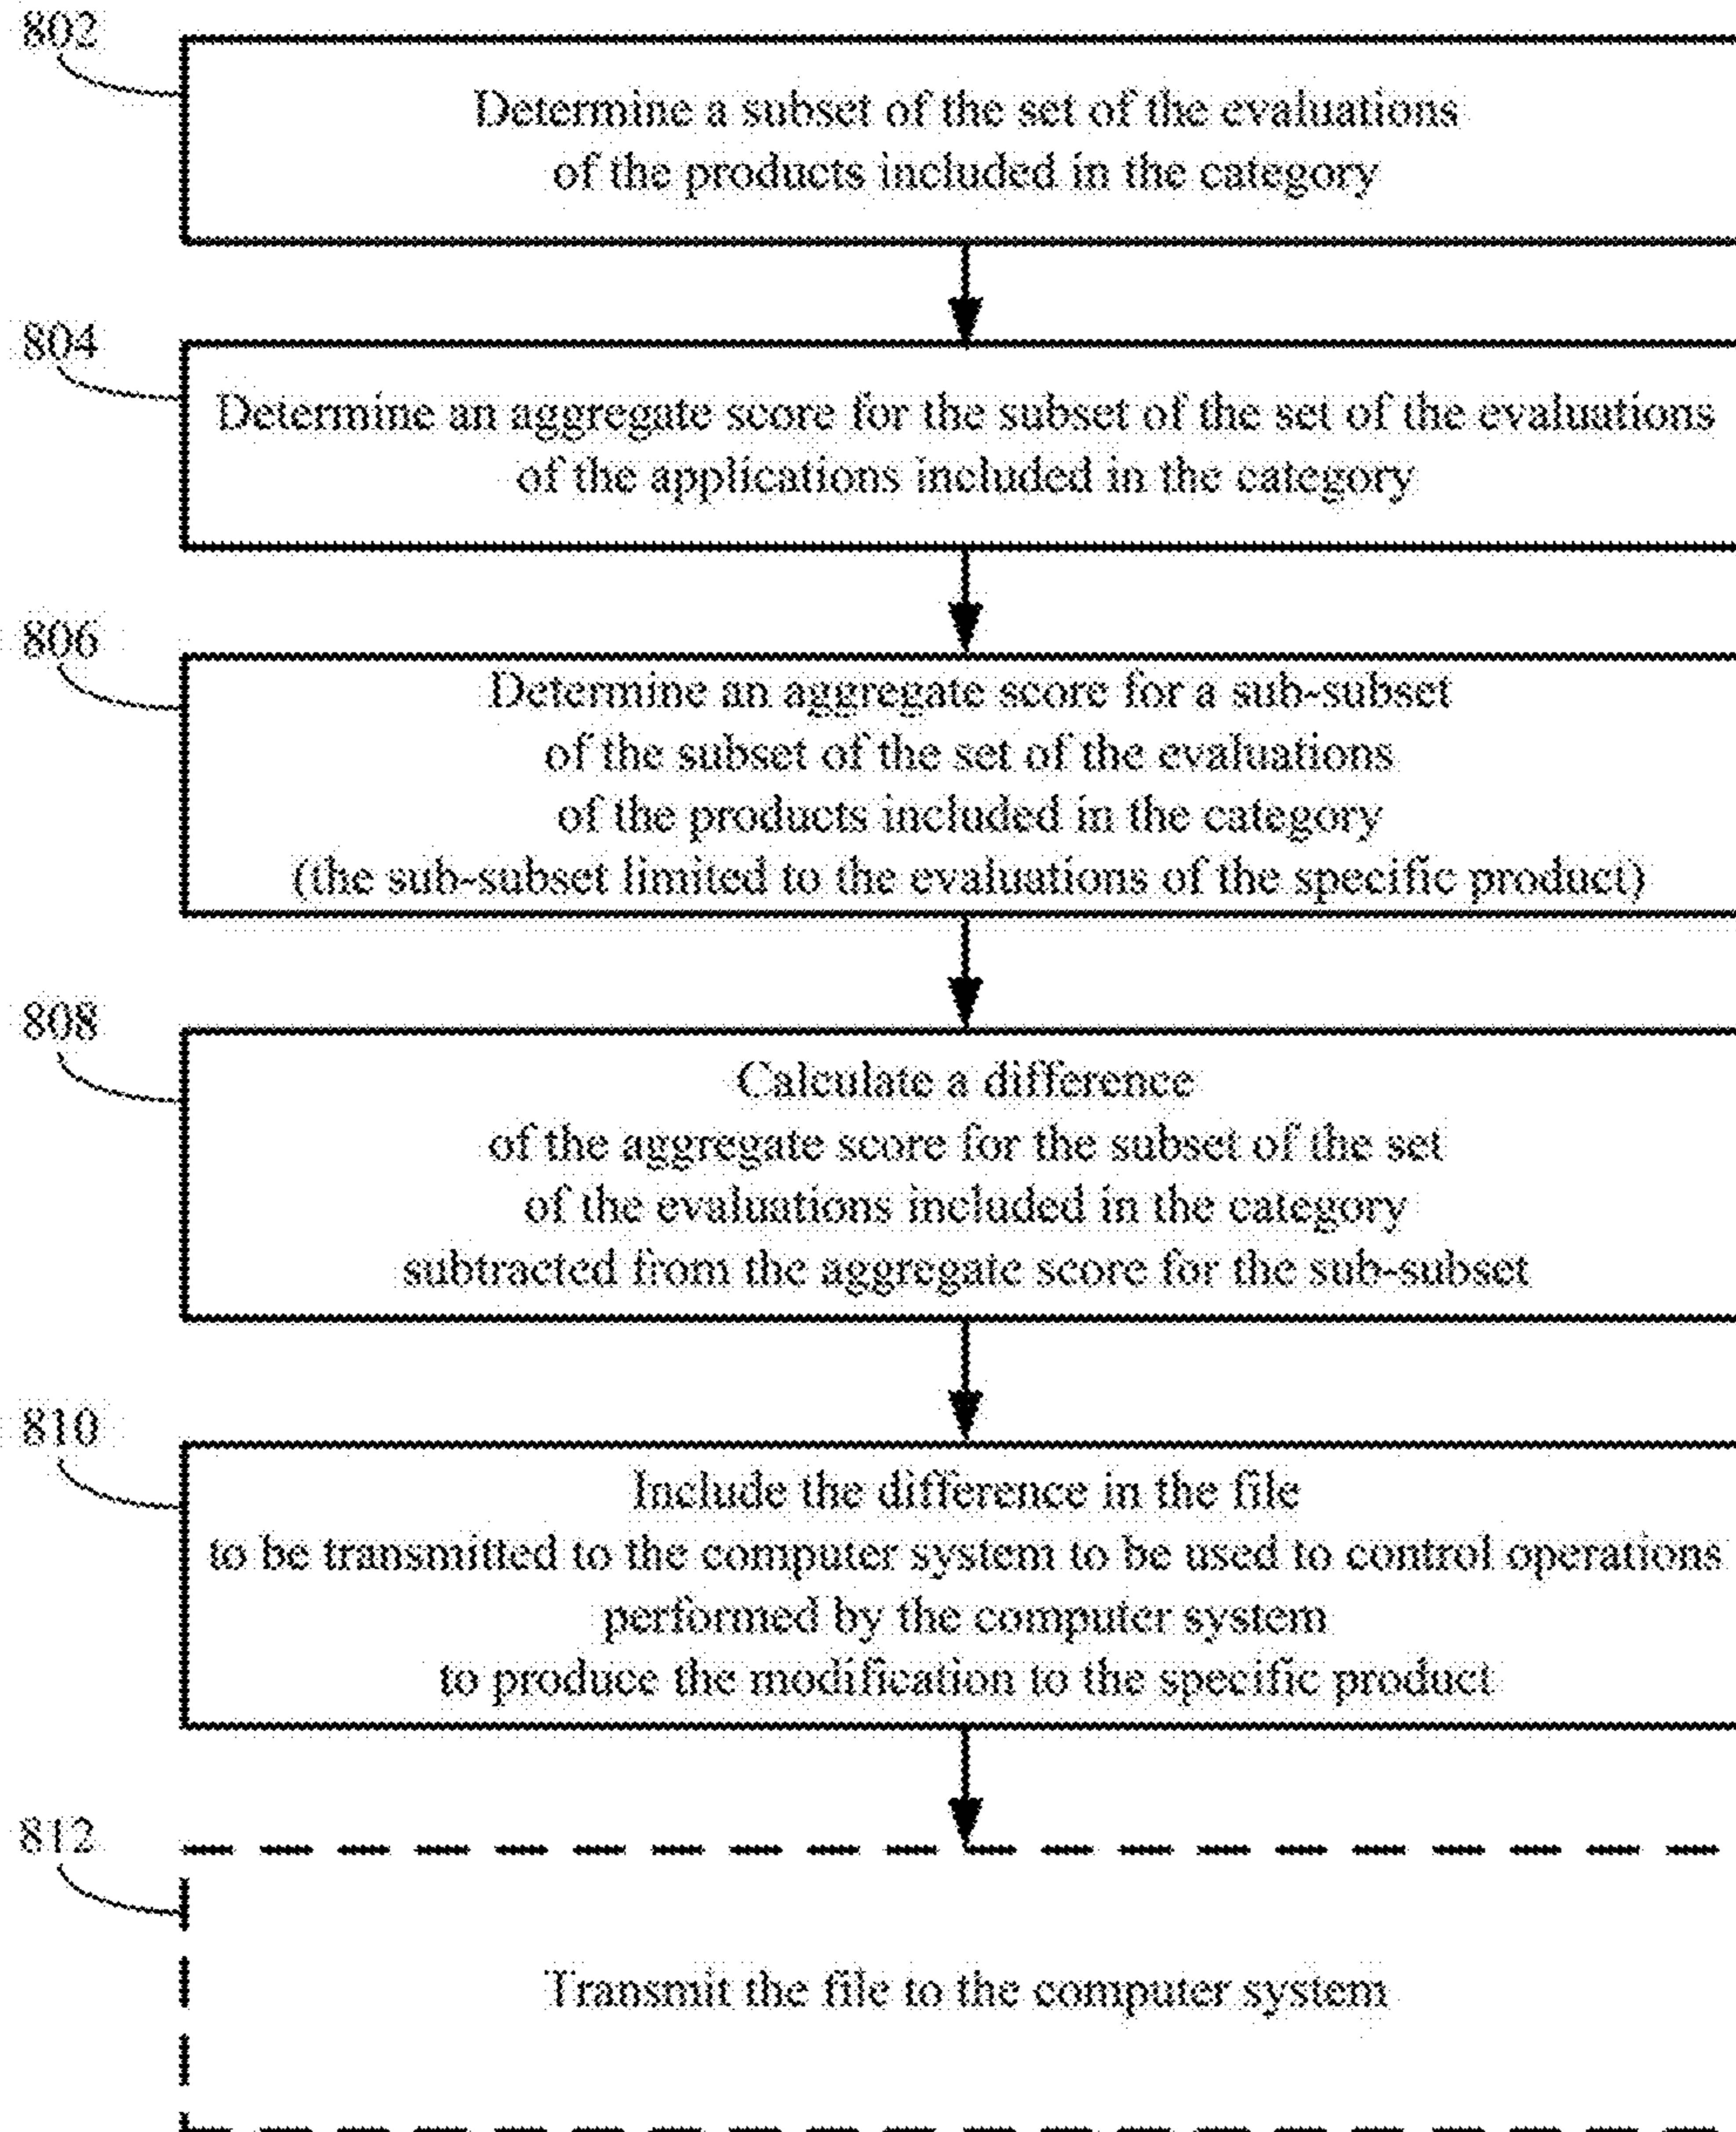 802
Determine a subset of the set of the evaluations
of the products included in the category
804
Determine an aggregate score for the subset of the set of the evaluations
of the applications included in the category
806
Determine an aggregate score for a sub-subset
of the subset of the set of the evaluations
of the products included in the category
(the sub-subset limited to the evaluations of the specific product)
808
Calculate a difference
of the aggregate score for the subset of the set
of the evaluations included in the category
subtracted from the aggregate score for the sub-subset
810
Include the difference in the file
to be transmitted to the computer system to be used to control operations
performed by the computer system
to produce the modification to the specific product
812
Transmit the file to the computer system